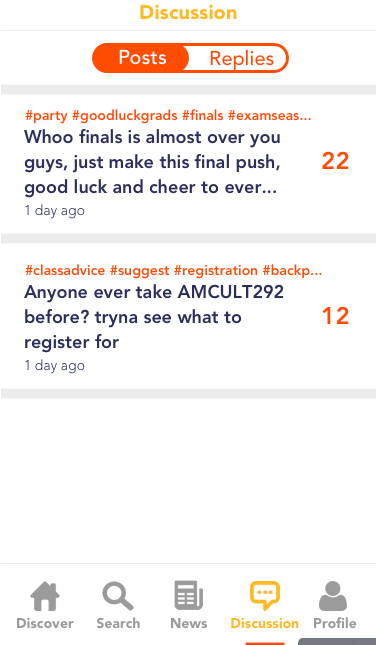 Discussion
Posts Replies
#party #goodluckgrads #finals #examseas...
Whoo finals is almost over you
guys, just make this final push,
good luck and cheer to ever...
22
1 day ago
#classadvice #suggest #registration #backp...
Anyone ever take AMCULT292
before? tryna see what to
register for
12
1 day ago
Discover Search News Discussion Profile